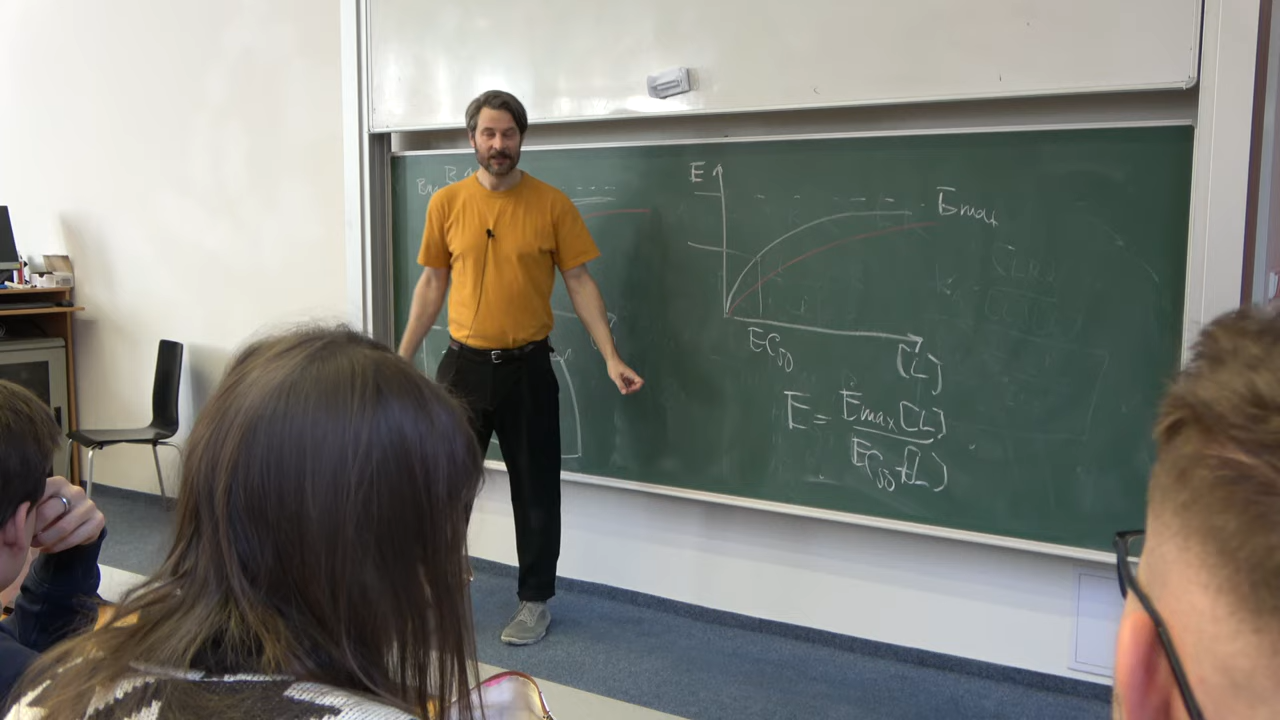 E
Emax
EC50
[L]
E = Emax [L]
EC50 + [L]